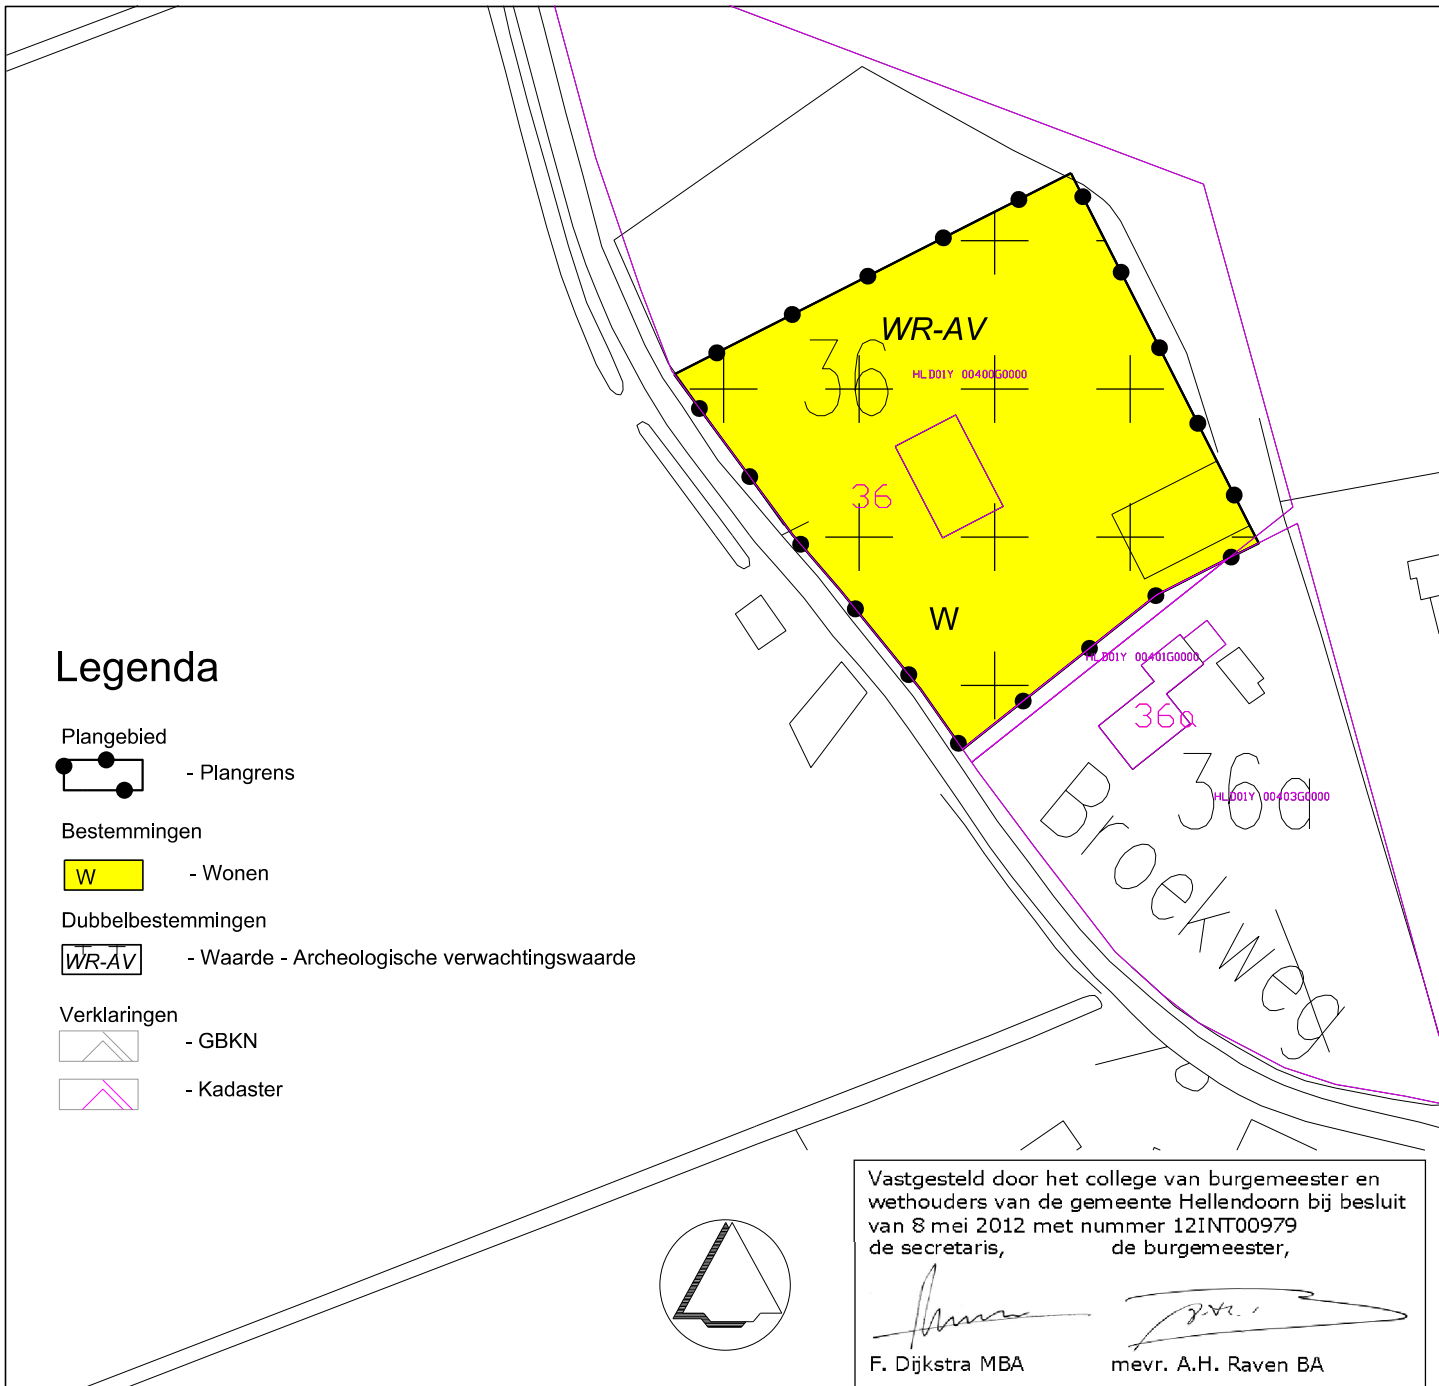 WR-AV
36
HLD01Y 00400G0000
36
W
HLD01Y 00401G0000
36a
36a
HLD01Y 00403G0000
Broekweg
Legenda
Plangebied
- Plangrens
Bestemmingen
W - Wonen
Dubbelbestemmingen
WR-AV - Waarde - Archeologische verwachtingswaarde
Verklaringen
- GBKN
- Kadaster
Vastgesteld door het college van burgemeester en
wethouders van de gemeente Hellendoorn bij besluit
van 8 mei 2012 met nummer 12INT00979
de secretaris, de burgemeester,
F. Dijkstra MBA mevr. A.H. Raven BA